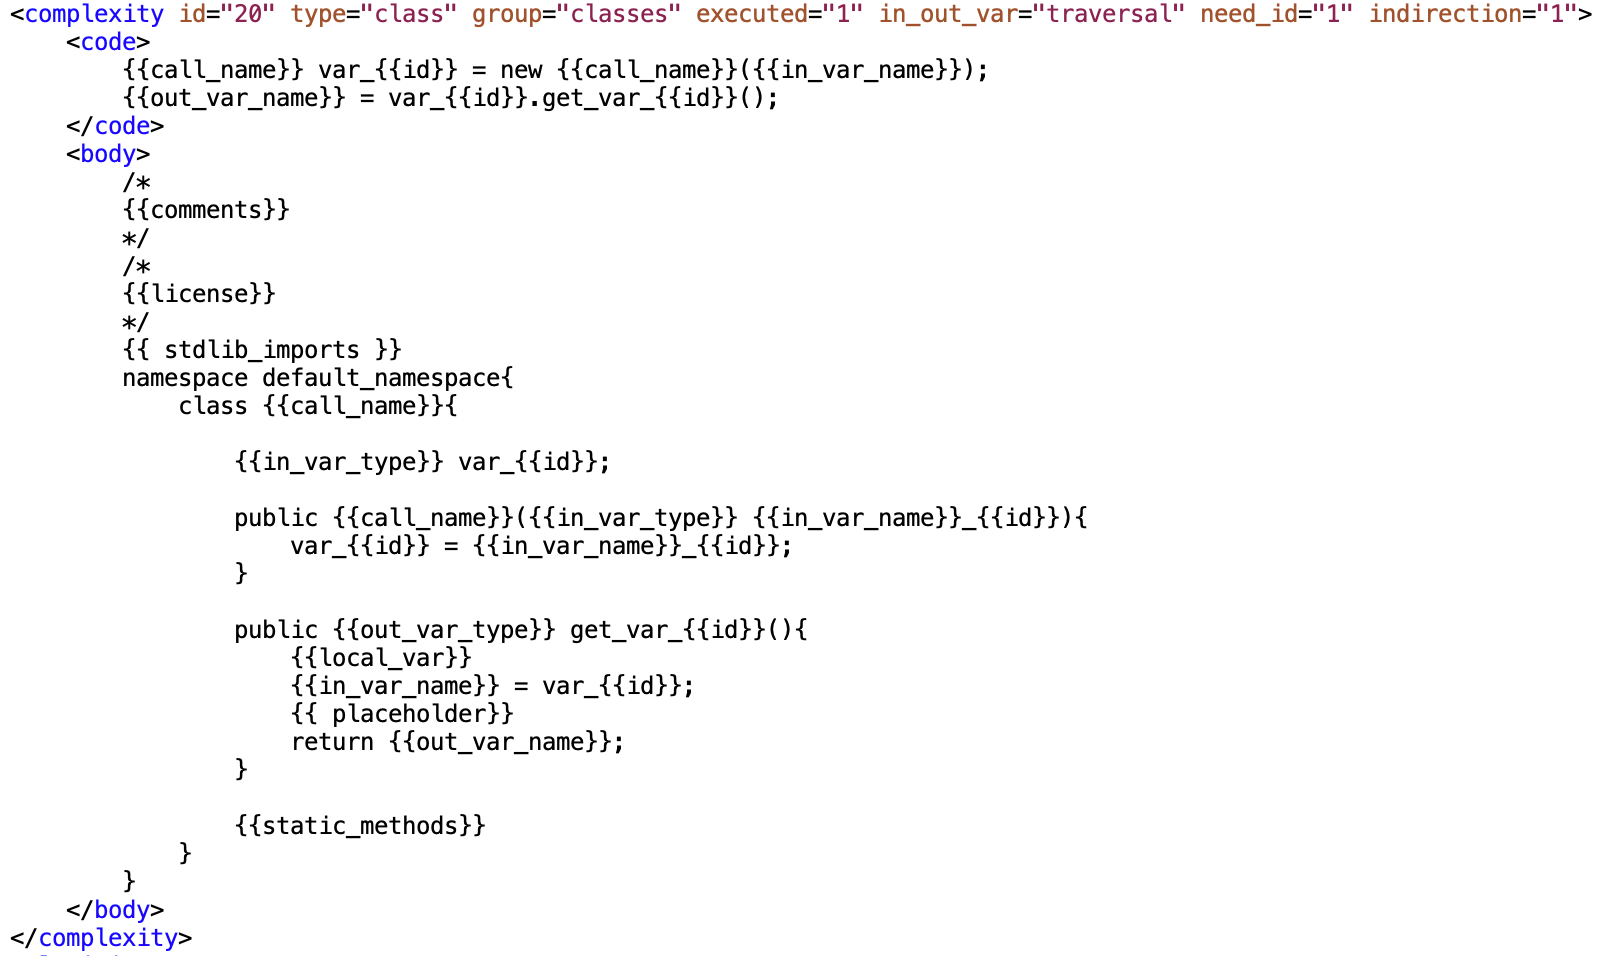 <complexity id="20" type="class" group="classes" executed="1" in_out_var="traversal" need_id="1" indirection="1">
    <code>
        {{call_name}} var_{{id}} = new {{call_name}}({{in_var_name}});
        {{out_var_name}} = var_{{id}}.get_var_{{id}}();
    </code>
    <body>
        /*
        {{comments}}
        */
        /*
        {{license}}
        */
        {{ stdlib_imports }}
        namespace default_namespace{
            class {{call_name}}{

                {{in_var_type}} var_{{id}};

                public {{call_name}}({{in_var_type}} {{in_var_name}}_{{id}}){
                    var_{{id}} = {{in_var_name}}_{{id}};
                }

                public {{out_var_type}} get_var_{{id}}(){
                    {{local_var}}
                    {{in_var_name}} = var_{{id}};
                    {{ placeholder}}
                    return {{out_var_name}};
                }

                {{static_methods}}
            }
        }
    </body>
</complexity>